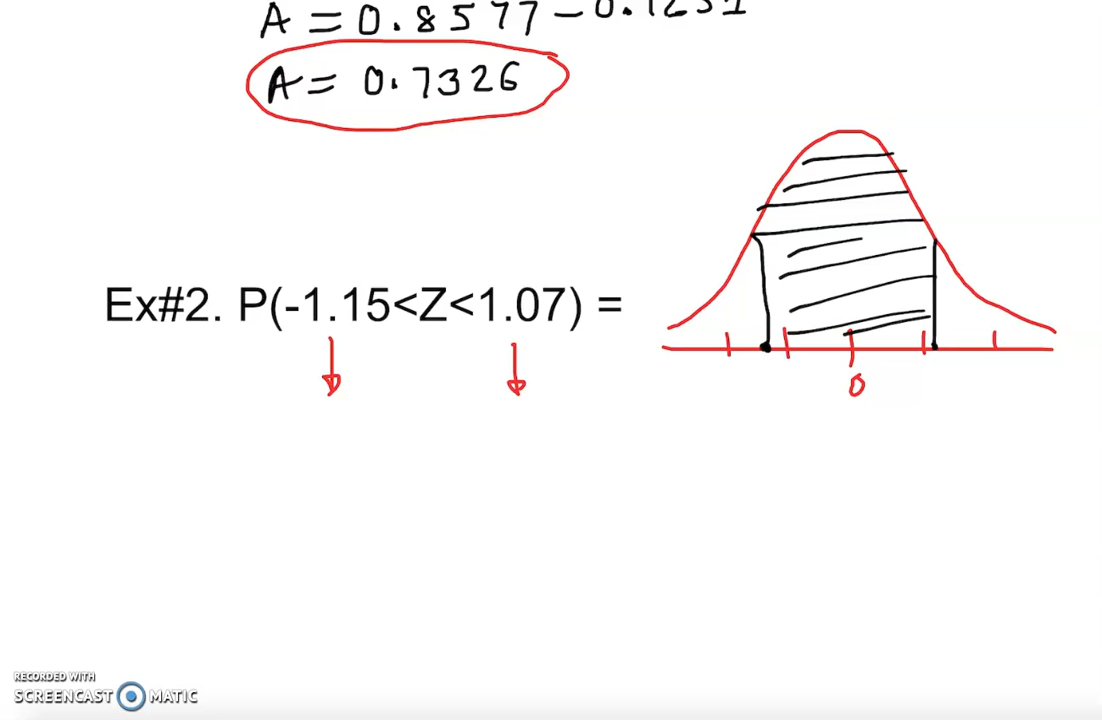 A = 0.8577 - 0.1251
A = 0.7326
Ex#2. P(-1.15<Z<1.07) =
0
RECORDED WITH
SCREENCAST MATIC